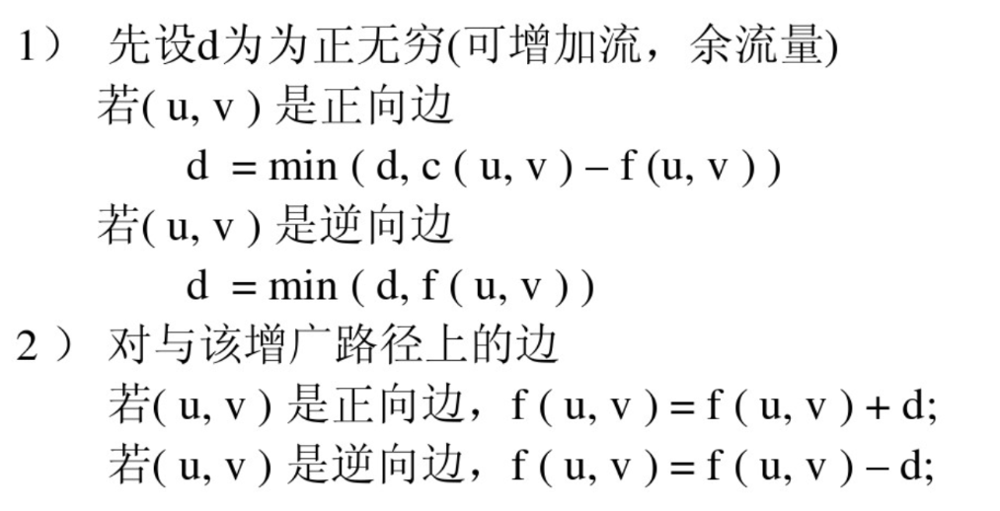 1） 先设d为为正无穷(可增加流，余流量)
若( u, v ) 是正向边
d = min ( d, c ( u, v ) – f (u, v ) )
若( u, v ) 是逆向边
d = min ( d, f ( u, v ) )
2 ） 对与该增广路径上的边
若( u, v ) 是正向边，f ( u, v ) = f ( u, v ) + d;
若( u, v ) 是逆向边，f ( u, v ) = f ( u, v ) – d;